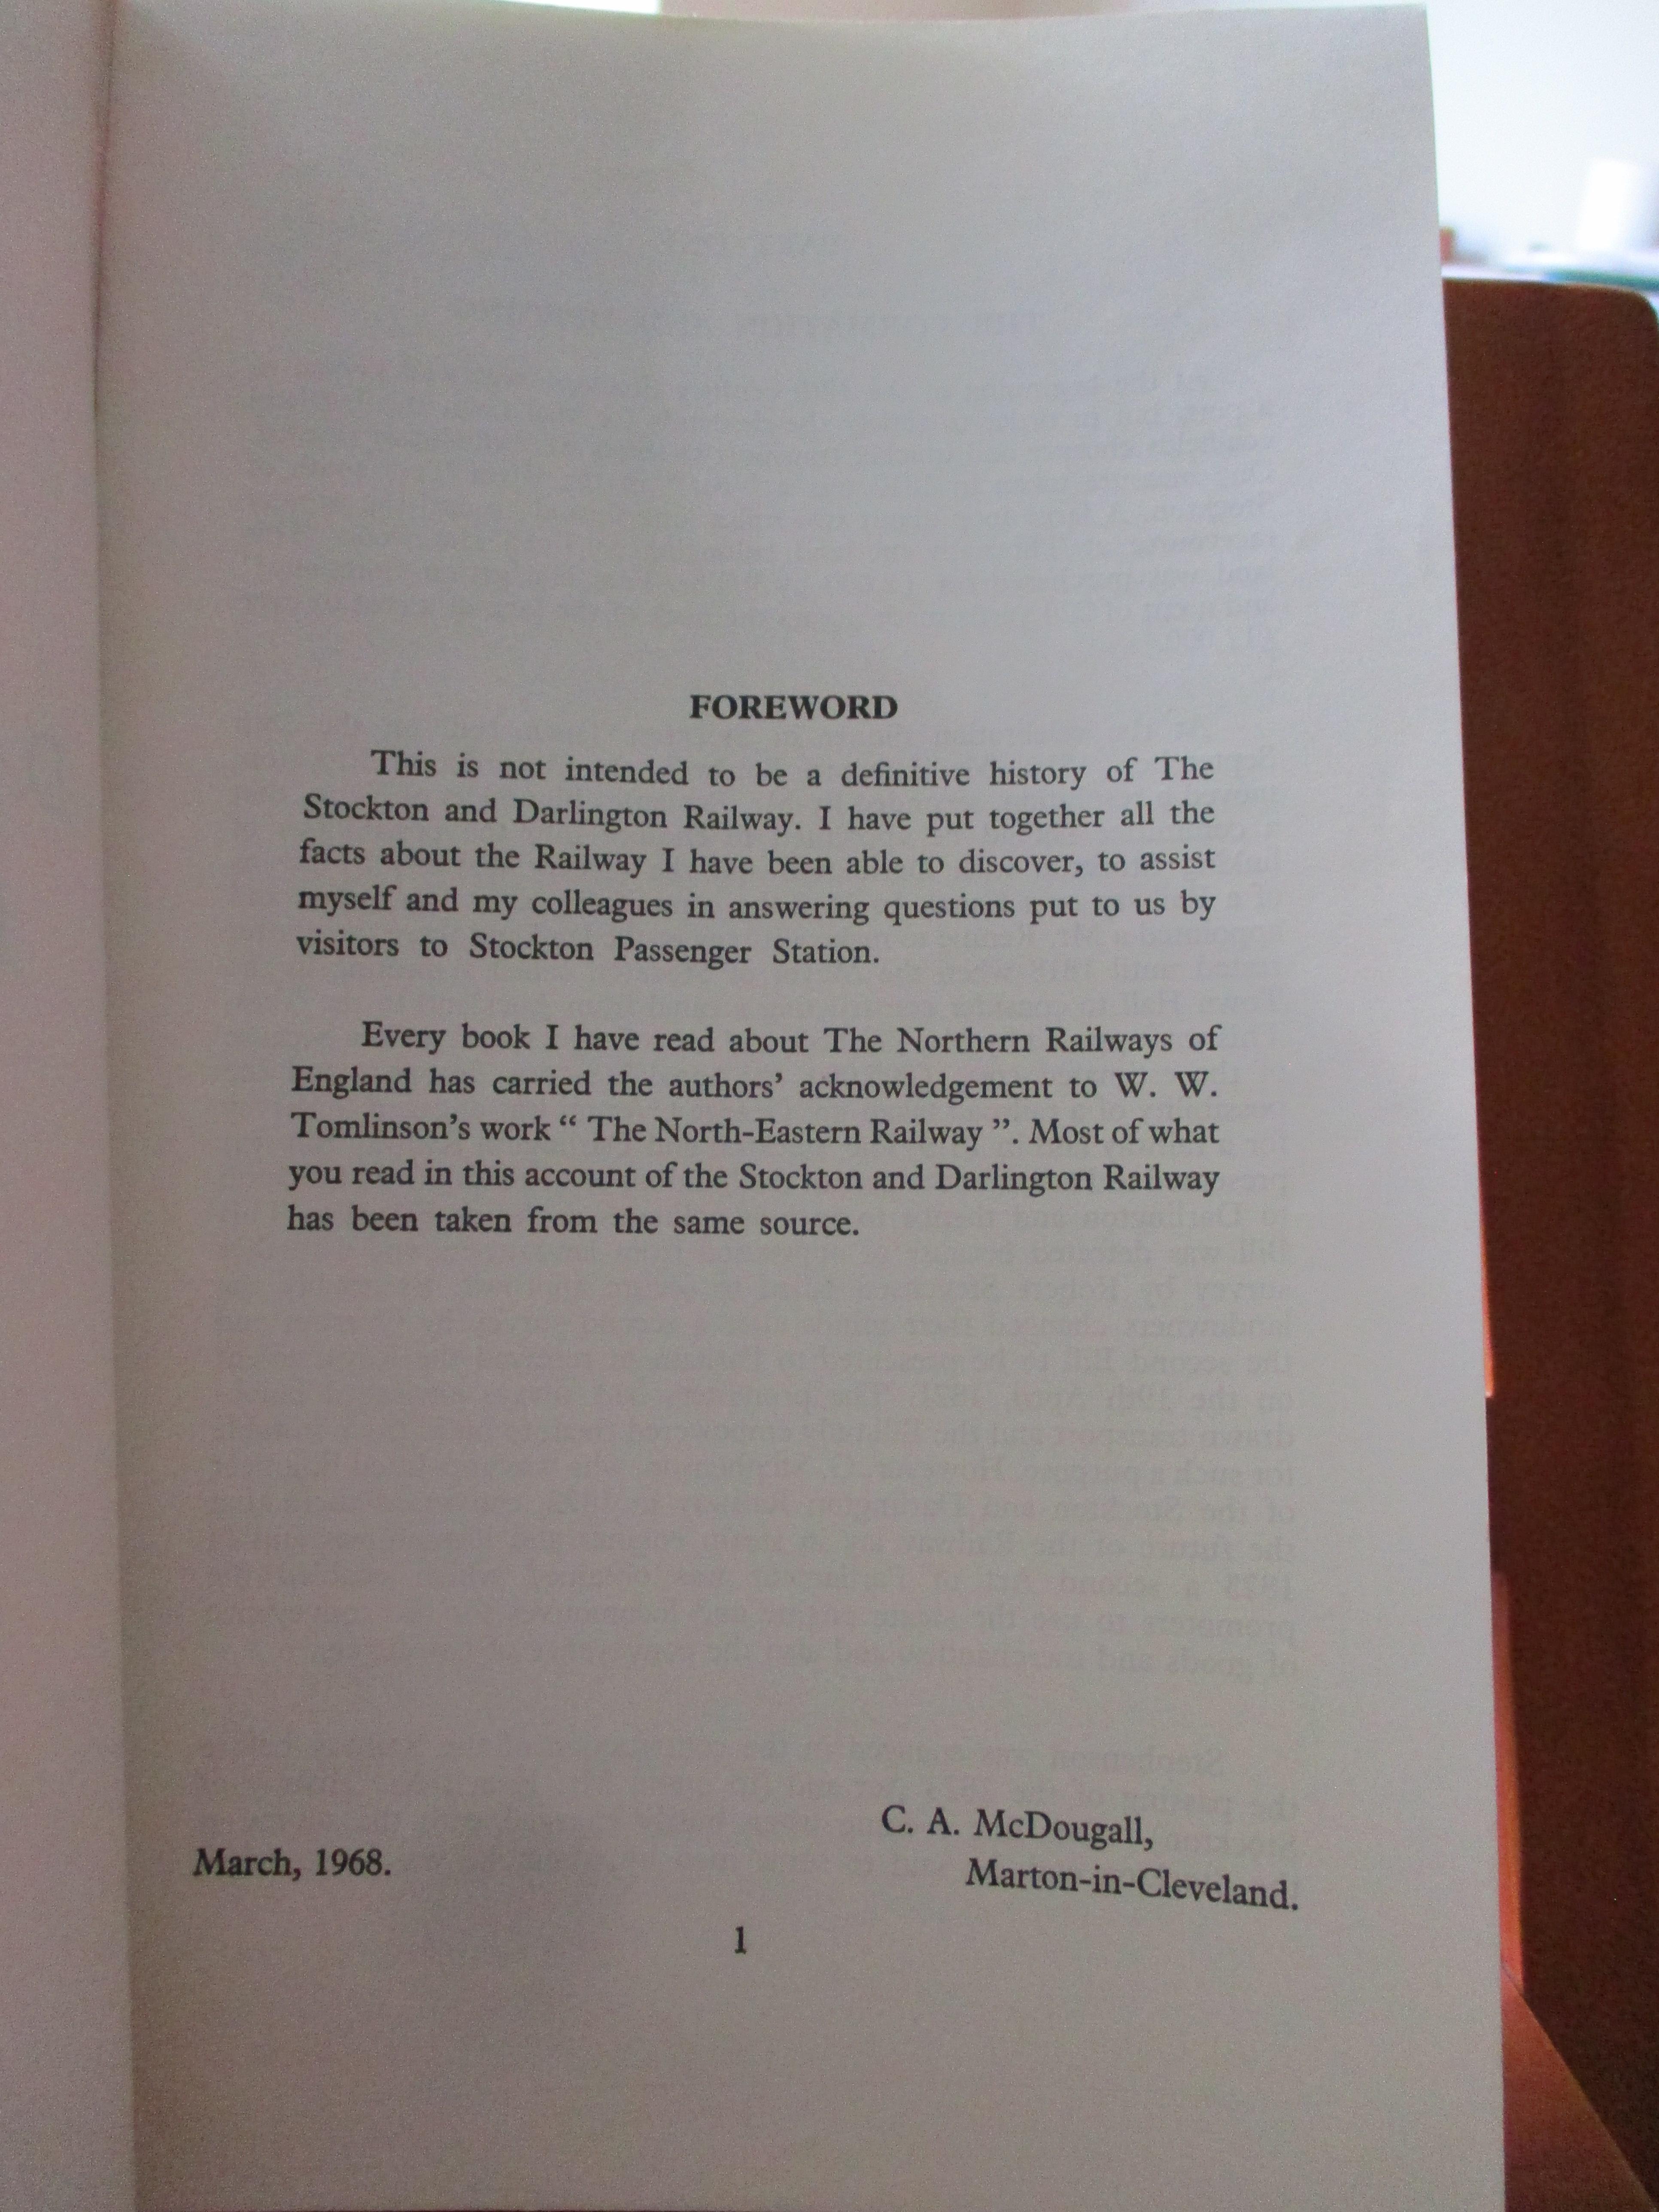 FOREWORD
This is not intended to be a definitive history of The
Stockton and Darlington Railway. I have put together all the
facts about the Railway I have been able to discover, to assist
myself and my colleagues in answering questions put to us by
visitors to Stockton Passenger Station.
Every book I have read about The Northern Railways of
England has carried the authors’ acknowledgement to W. W.
Tomlinson’s work “ The North-Eastern Railway ”. Most of what
you read in this account of the Stockton and Darlington Railway
has been taken from the same source.
C. A. McDougall,
Marton-in-Cleveland.
March, 1968.
1